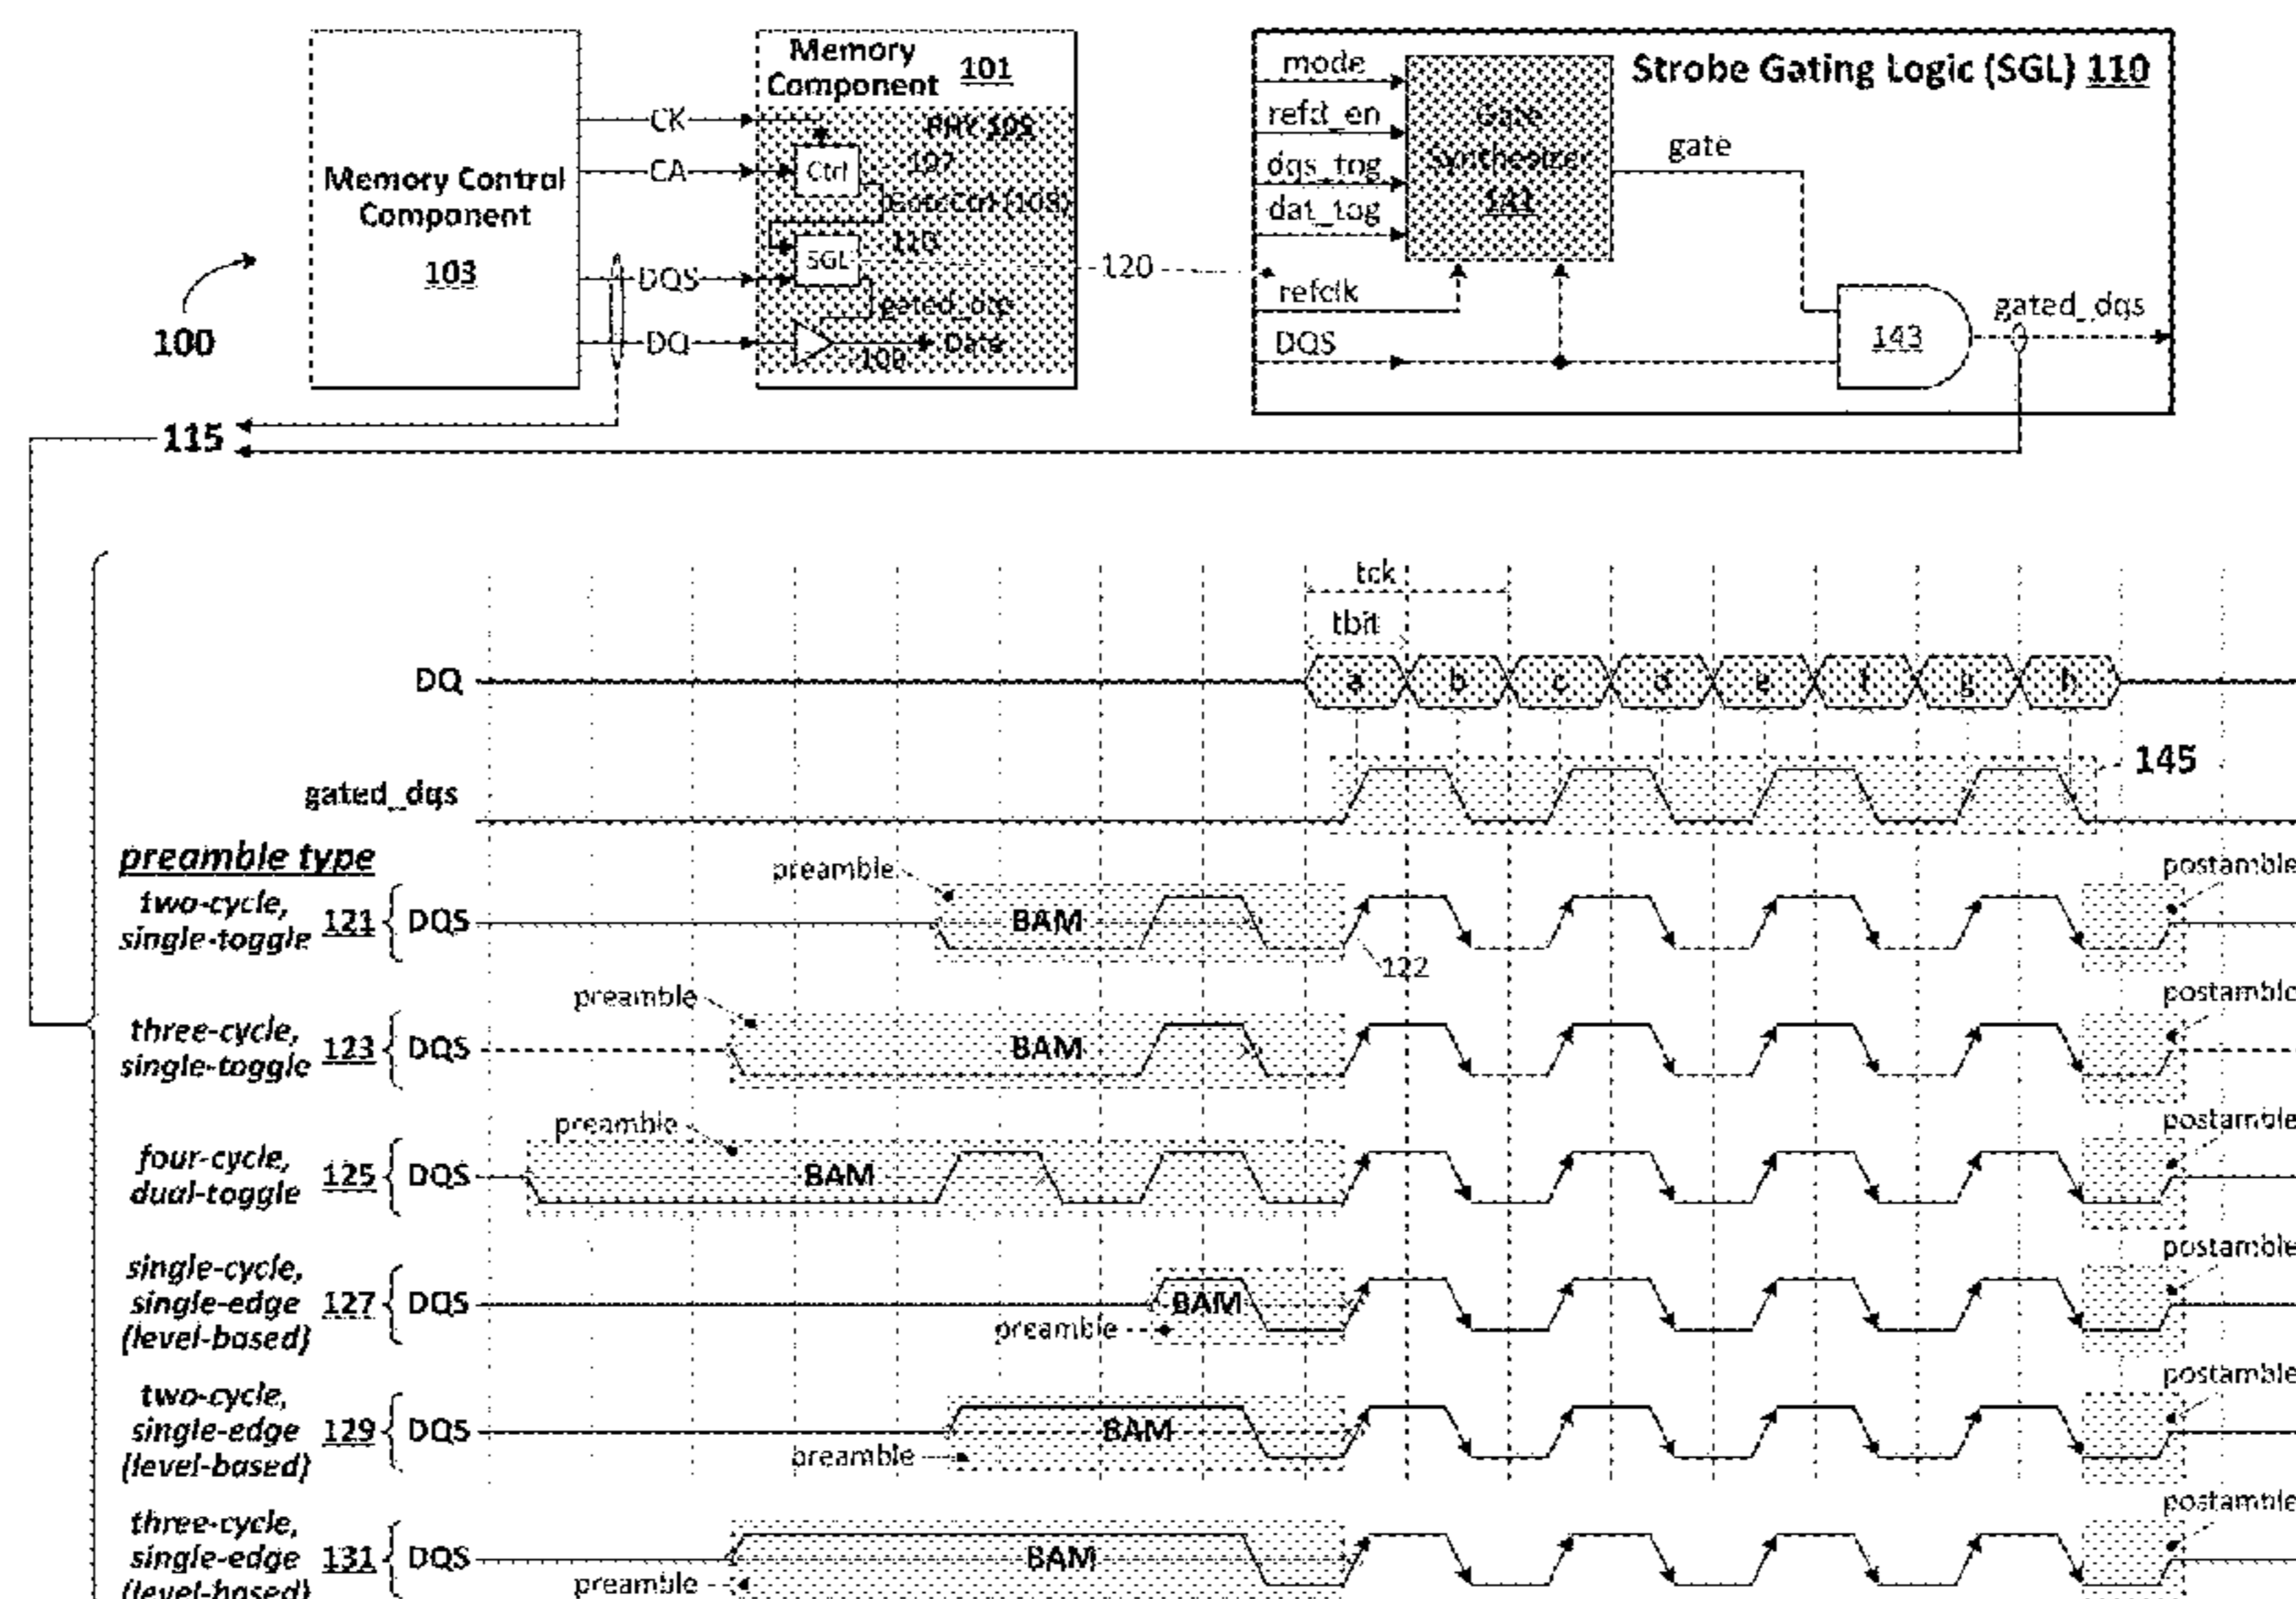 Memory Control
Component
103
100
CK
CA
DQS
DQ
Memory
Component 101
PHY 105
Ctrl
107
GateCtrl (108)
SGL
110
gated_dqs
109
Data
120
Strobe Gating Logic (SGL) 110
mode
refd_en
dqs_tog
dat_tog
refclk
DQS
Gate
Synthesizer
141
gate
143
gated_dqs
115
tck
tbit
DQ
a b c d e f g h
gated_dqs
145
preamble type
two-cycle,
single-toggle 121 DQS
preamble
BAM
122
postamble
three-cycle,
single-toggle 123 DQS
preamble
BAM
postamble
four-cycle,
dual-toggle 125 DQS
preamble
BAM
postamble
single-cycle,
single-edge 127 DQS
(level-based)
preamble
BAM
postamble
two-cycle,
single-edge 129 DQS
(level-based)
preamble
BAM
postamble
three-cycle,
single-edge 131 DQS
(level-based)
preamble
BAM
postamble